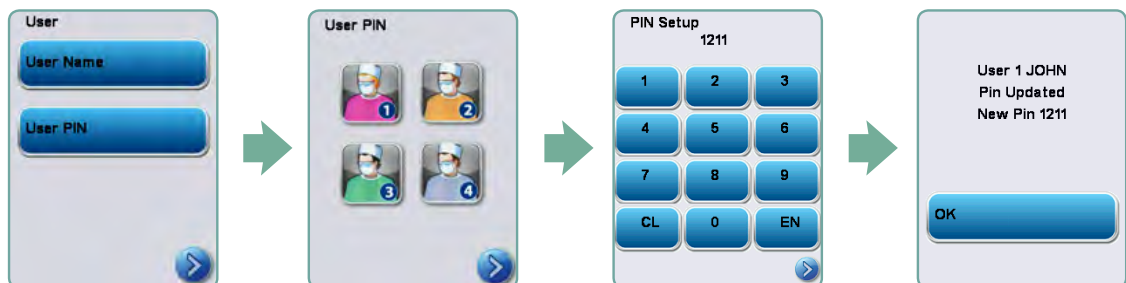 User
User Name
User PIN
User PIN
1
2
3
4
PIN Setup
1211
1 2 3
4 5 6
7 8 9
CL 0 EN
User 1 JOHN
Pin Updated
New Pin 1211
OK